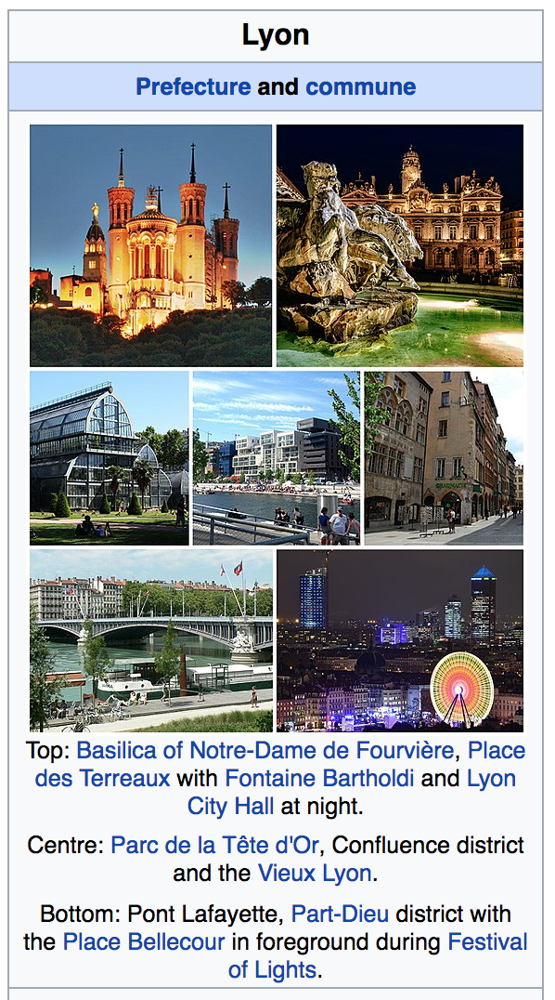 Lyon
Prefecture and commune
PHARMACIE
Top: Basilica of Notre-Dame de Fourvière, Place
des Terreaux with Fontaine Bartholdi and Lyon
City Hall at night.
Centre: Parc de la Tête d'Or, Confluence district
and the Vieux Lyon.
Bottom: Pont Lafayette, Part-Dieu district with
the Place Bellecour in foreground during Festival
of Lights.